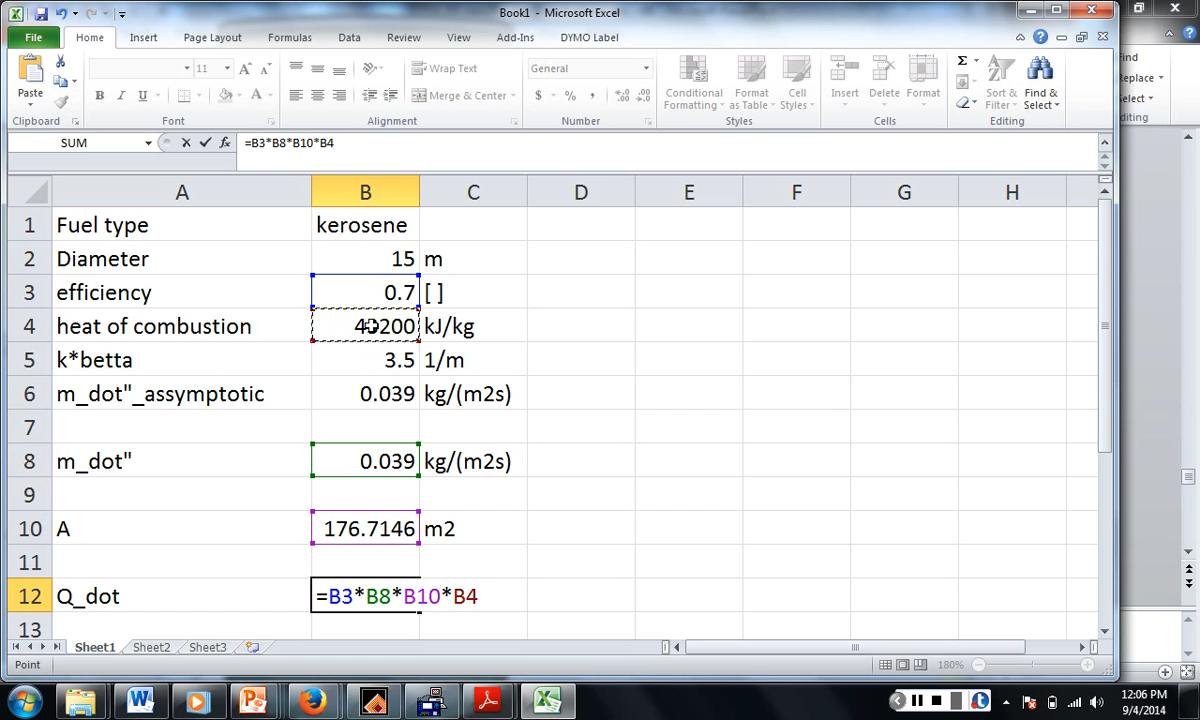 Book1 - Microsoft Excel
File Home Insert Page Layout Formulas Data Review View Add-Ins DYMO Label
Paste
11
Wrap Text
General
Conditional Formatting
Format as Table
Cell Styles
Insert
Delete
Format
Sort & Filter
Find & Select
B I U
Merge & Center
$ % ,
Clipboard Font Alignment Number Styles Cells Editing
SUM =B3*B8*B10*B4
A B C D E F G H
1 Fuel type kerosene
2 Diameter 15 m
3 efficiency 0.7 [ ]
4 heat of combustion kJ/kg
5 k*betta 3.5 1/m
6 m_dot"_assymptotic 0.039 kg/(m2s)
7
8 m_dot" 0.039 kg/(m2s)
9
10 A 176.7146 m2
11
12 Q_dot =B3*B8*B10*B4
13
Sheet1 Sheet2 Sheet3
Point 180%
12:06 PM
9/4/2014